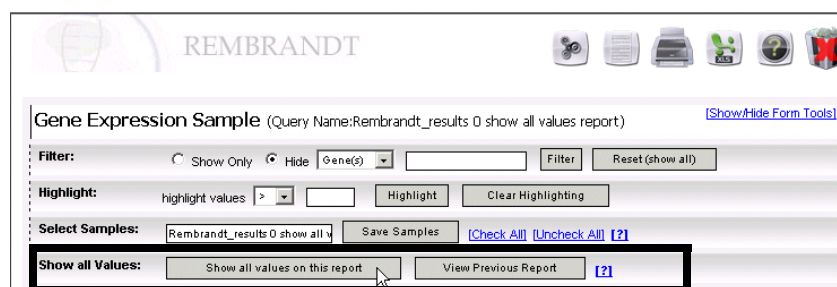 REMBRANDT
XLS
Gene Expression Sample (Query Name:Rembrandt_results 0 show all values report)
[Show/Hide Form Tools]
Filter: Show Only Hide Gene(s) Filter Reset (show all)
Highlight: highlight values > Highlight Clear Highlighting
Select Samples: Rembrandt_results 0 show all v Save Samples [Check All] [Uncheck All] [?]
Show all Values: Show all values on this report View Previous Report [?]